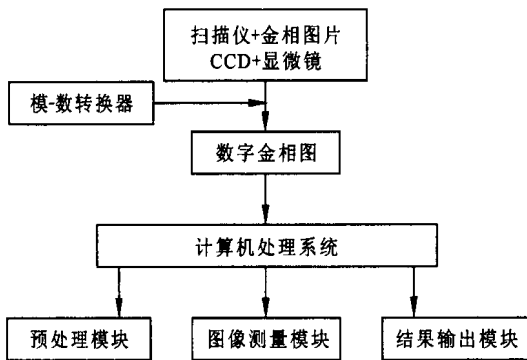 扫描仪+金相图片
CCD+显微镜
模-数转换器
数字金相图
计算机处理系统
预处理模块
图像测量模块
结果输出模块